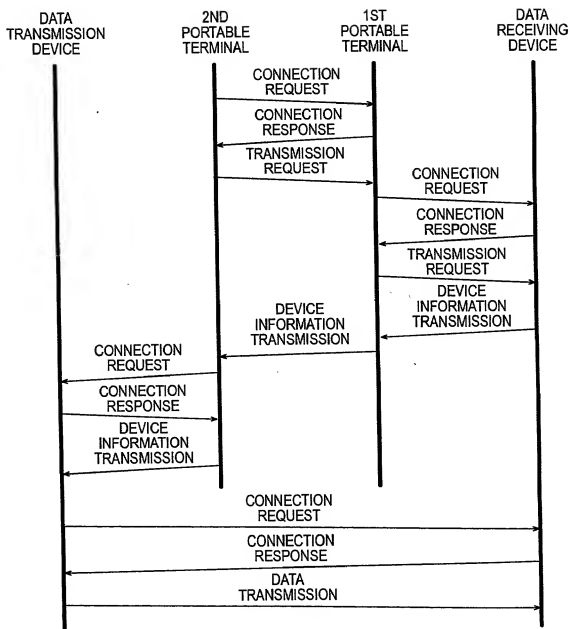 DATA
TRANSMISSION
DEVICE
2ND
PORTABLE
TERMINAL
1ST
PORTABLE
TERMINAL
DATA
RECEIVING
DEVICE
CONNECTION
REQUEST
CONNECTION
RESPONSE
TRANSMISSION
REQUEST
CONNECTION
REQUEST
CONNECTION
RESPONSE
TRANSMISSION
REQUEST
DEVICE
INFORMATION
TRANSMISSION
DEVICE
INFORMATION
TRANSMISSION
CONNECTION
REQUEST
CONNECTION
RESPONSE
DEVICE
INFORMATION
TRANSMISSION
CONNECTION
REQUEST
CONNECTION
RESPONSE
DATA
TRANSMISSION